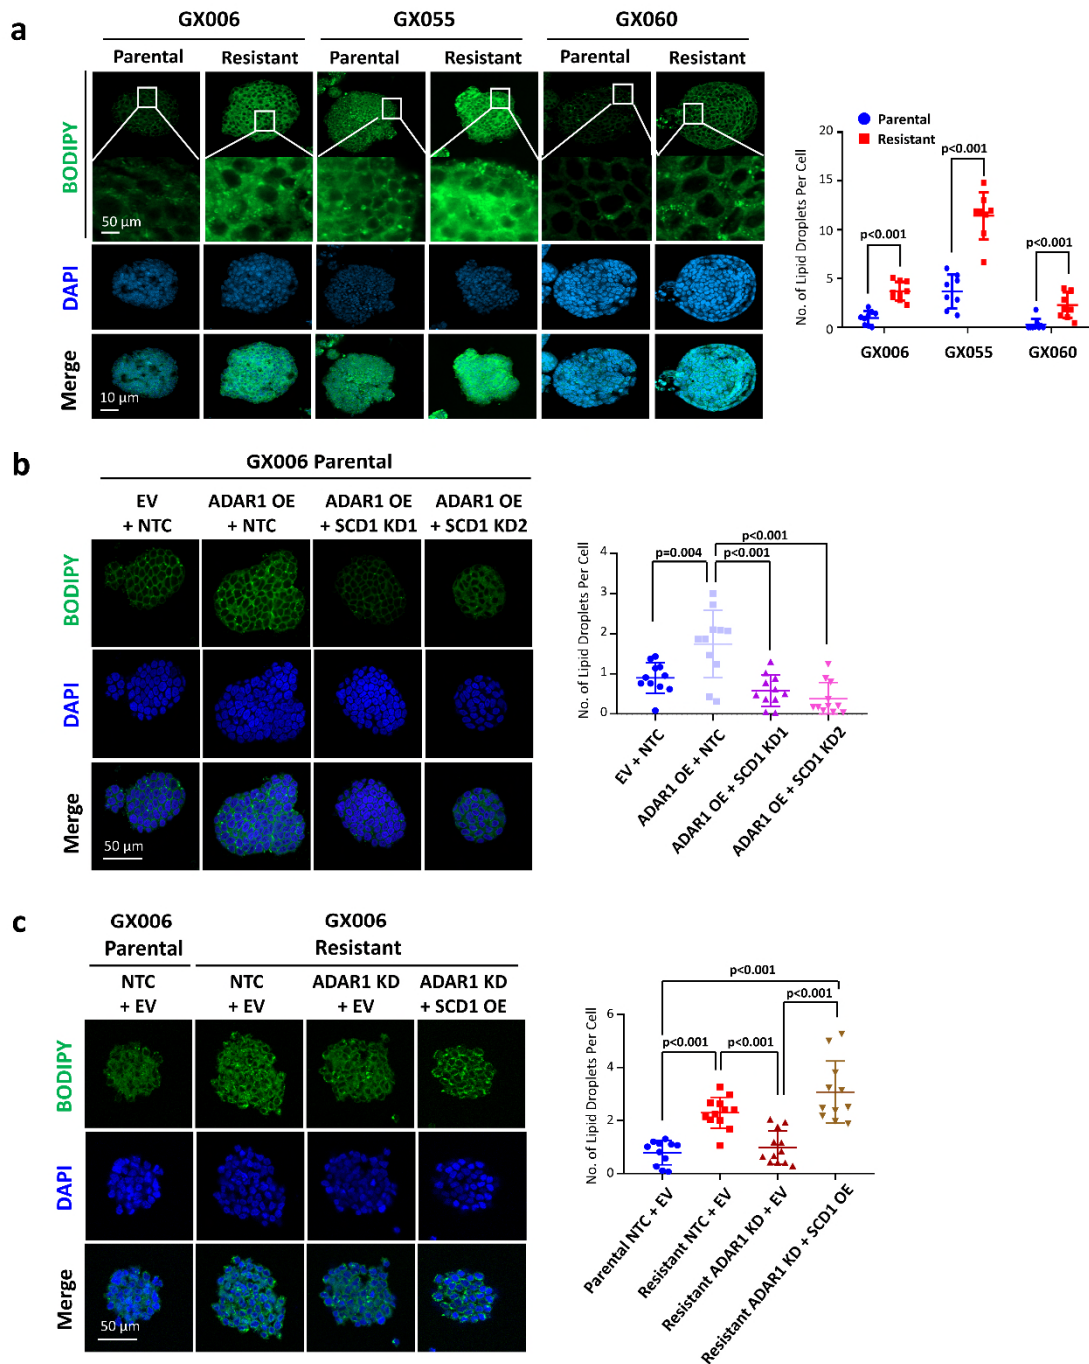 a
GX006 GX055 GX060
Parental Resistant Parental Resistant Parental Resistant
BODIPY
50 µm
DAPI
Merge
10 µm
Parental
Resistant
No. of Lipid Droplets Per Cell
20
15
10
5
0
p<0.001
p<0.001
p<0.001
GX006 GX055 GX060
b
GX006 Parental
EV + NTC
ADAR1 OE + NTC
ADAR1 OE + SCD1 KD1
ADAR1 OE + SCD1 KD2
BODIPY
DAPI
Merge
50 µm
No. of Lipid Droplets Per Cell
4
3
2
1
0
p<0.001
p=0.004
p<0.001
EV + NTC
ADAR1 OE + NTC
ADAR1 OE + SCD1 KD1
ADAR1 OE + SCD1 KD2
c
GX006 Parental
GX006 Resistant
NTC + EV
NTC + EV
ADAR1 KD + EV
ADAR1 KD + SCD1 OE
BODIPY
DAPI
Merge
50 µm
No. of Lipid Droplets Per Cell
6
4
2
0
p<0.001
p<0.001
p<0.001
p<0.001
Parental NTC + EV
Resistant NTC + EV
Resistant ADAR1 KD + EV
Resistant ADAR1 KD + SCD1 OE